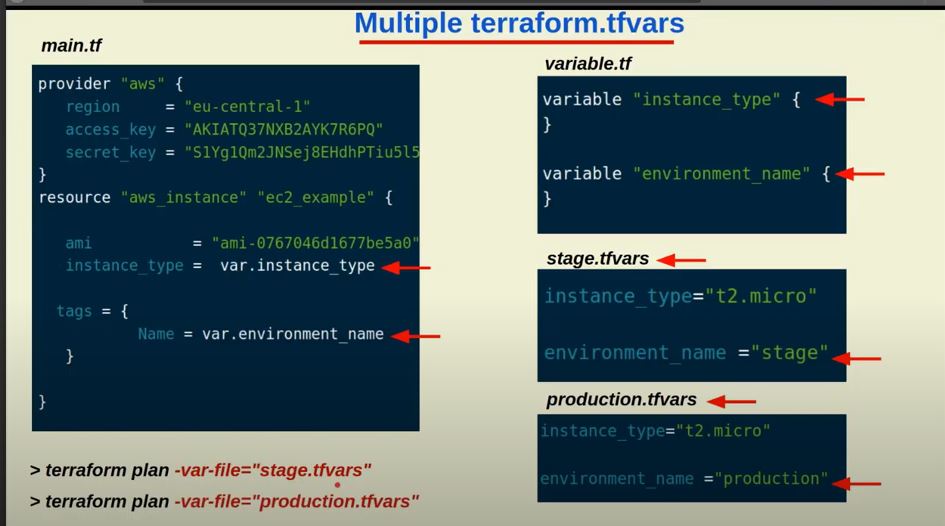 Multiple terraform.tfvars
main.tf
provider "aws" {
region = "eu-central-1"
access_key = "AKIATQ37NXB2AYK7R6PQ"
secret_key = "S1Yg1Qm2JNSej8EHdhPTiu5l5
}
resource "aws_instance" "ec2_example" {
ami = "ami-0767046d1677be5a0"
instance_type = var.instance_type
tags = {
Name = var.environment_name
}
}
> terraform plan -var-file="stage.tfvars"
> terraform plan -var-file="production.tfvars"
variable.tf
variable "instance_type" {
}
variable "environment_name" {
}
stage.tfvars
instance_type="t2.micro"
environment_name ="stage"
production.tfvars
instance_type="t2.micro"
environment_name ="production"